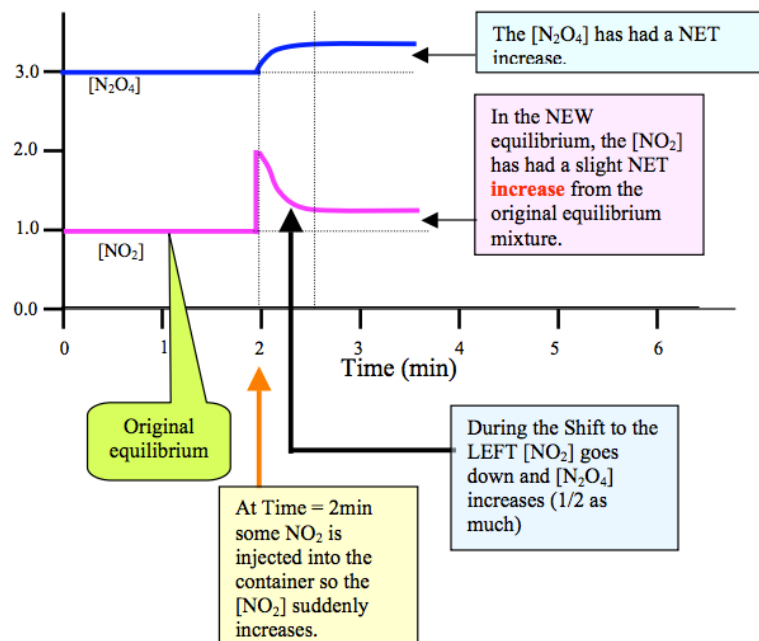 The [N₂O₄] has had a NET
increase.
3.0
[N₂O₄]
In the NEW
equilibrium, the [NO₂]
has had a slight NET
increase from the
original equilibrium
mixture.
2.0
1.0
[NO₂]
0.0
0 1 2 3 4 5 6
Time (min)
Original
equilibrium
During the Shift to the
LEFT [NO₂] goes
down and [N₂O₄]
increases (1/2 as
much)
At Time = 2min
some NO₂ is
injected into the
container so the
[NO₂] suddenly
increases.